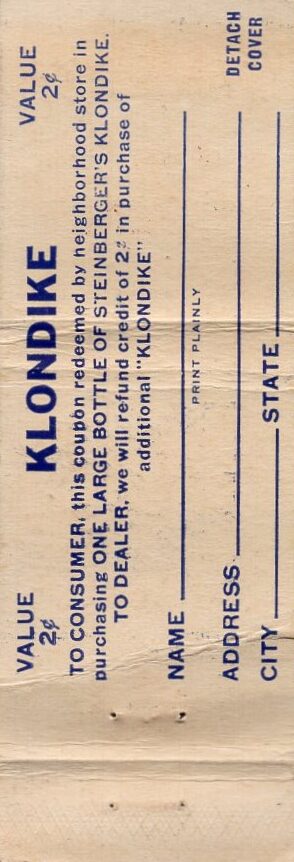 VALUE 2¢ KLONDIKE VALUE 2¢
TO CONSUMER, this coupon redeemed by neighborhood store in
purchasing ONE LARGE BOTTLE OF STEINBERGER'S KLONDIKE.
TO DEALER, we will refund credit of 2¢ in purchase of
additional "KLONDIKE"
NAME
PRINT PLAINLY
ADDRESS
CITY STATE
DETACH
COVER